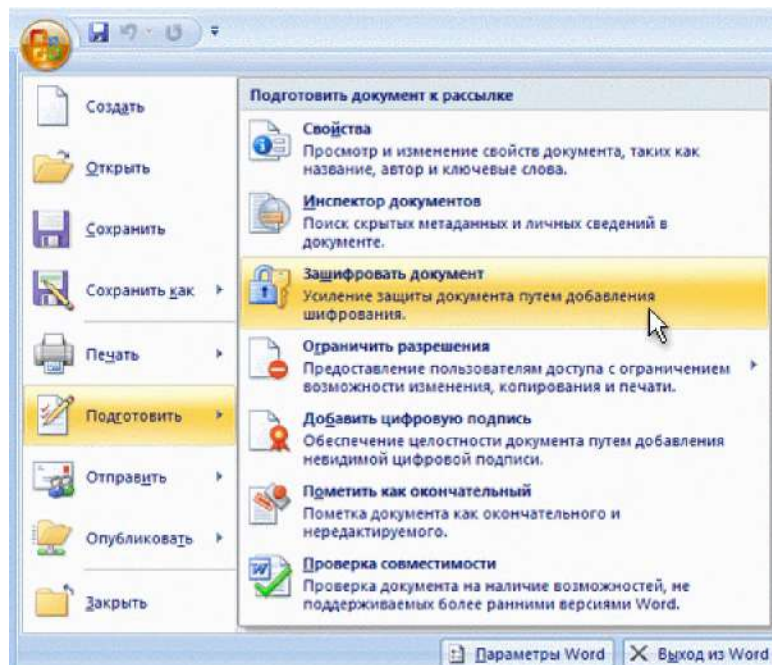 Создать
Открыть
Сохранить
Сохранить как
Печать
Подготовить
Отправить
Опубликовать
Закрыть
Подготовить документ к рассылке
Свойства
Просмотр и изменение свойств документа, таких как
название, автор и ключевые слова.
Инспектор документов
Поиск скрытых метаданных и личных сведений в
документе.
Зашифровать документ
Усиление защиты документа путем добавления
шифрования.
Ограничить разрешения
Предоставление пользователям доступа с ограничением
возможности изменения, копирования и печати.
Добавить цифровую подпись
Обеспечение целостности документа путем добавления
невидимой цифровой подписи.
Пометить как окончательный
Пометка документа как окончательного и
нередактируемого.
Проверка совместимости
Проверка документа на наличие возможностей, не
поддерживаемых более ранними версиями Word.
Параметры Word
Выход из Word